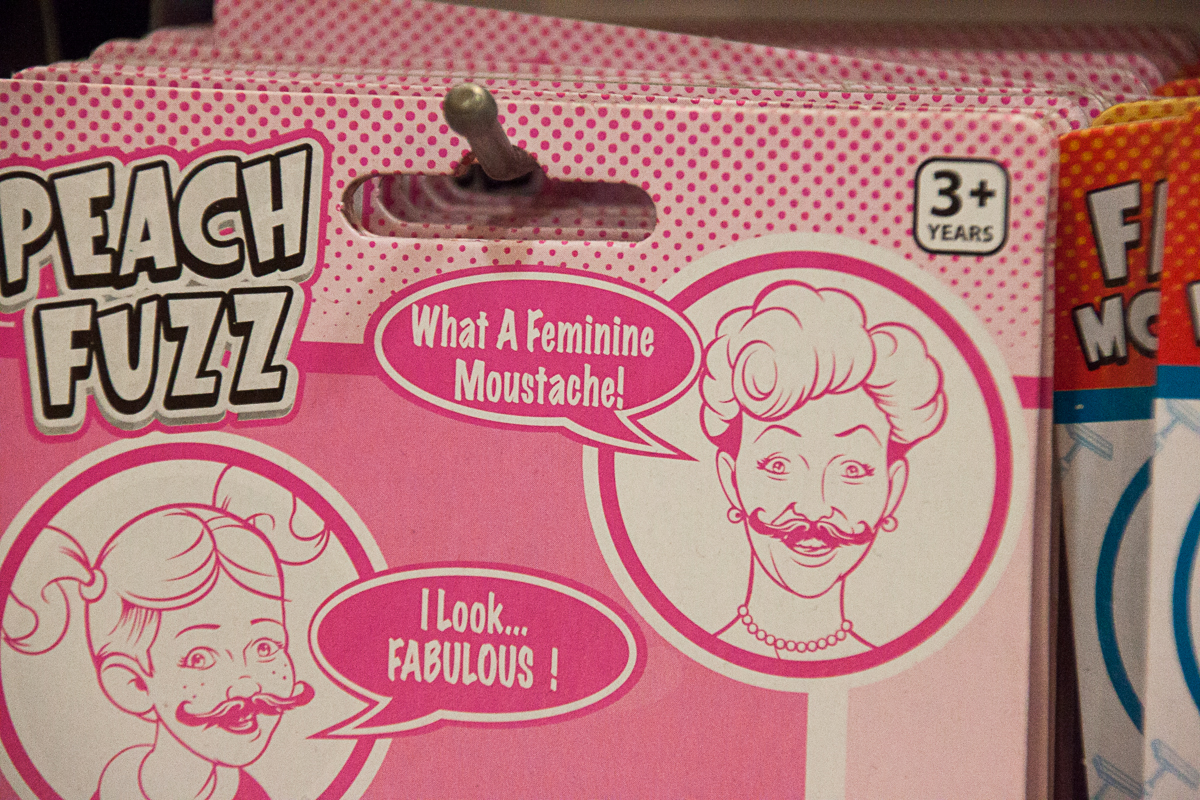 PEACH
FUZZ
3+
YEARS
What A Feminine
Moustache!
I Look...
FABULOUS !